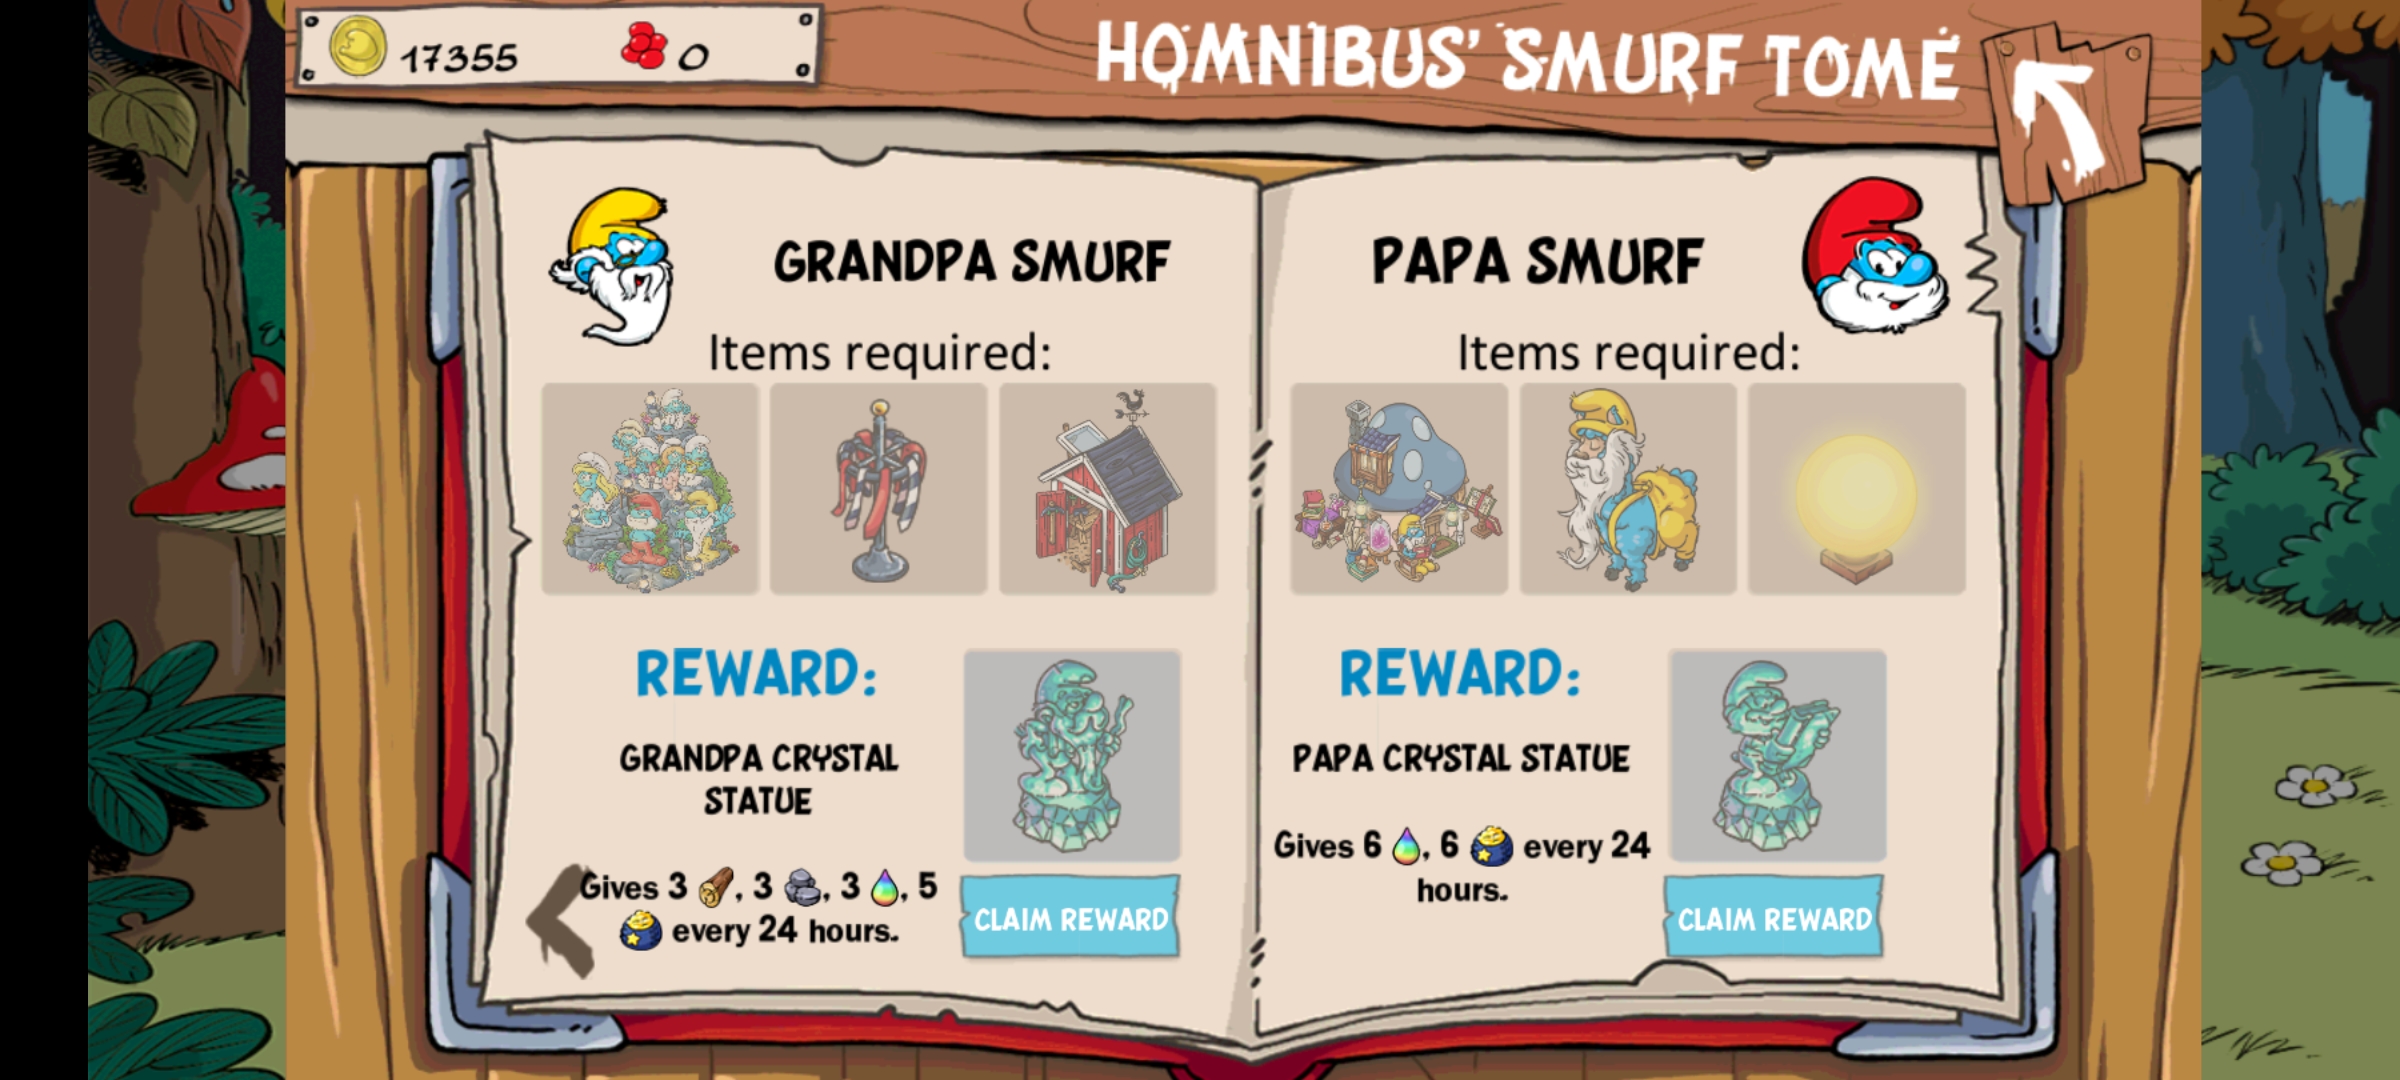 17355
0
HOMNIBUS' SMURF TOME
GRANDPA SMURF
Items required:
REWARD:
GRANDPA CRYSTAL
STATUE
Gives 3 , 3 , 3 , 5
every 24 hours.
CLAIM REWARD
PAPA SMURF
Items required:
REWARD:
PAPA CRYSTAL STATUE
Gives 6 , 6 every 24
hours.
CLAIM REWARD